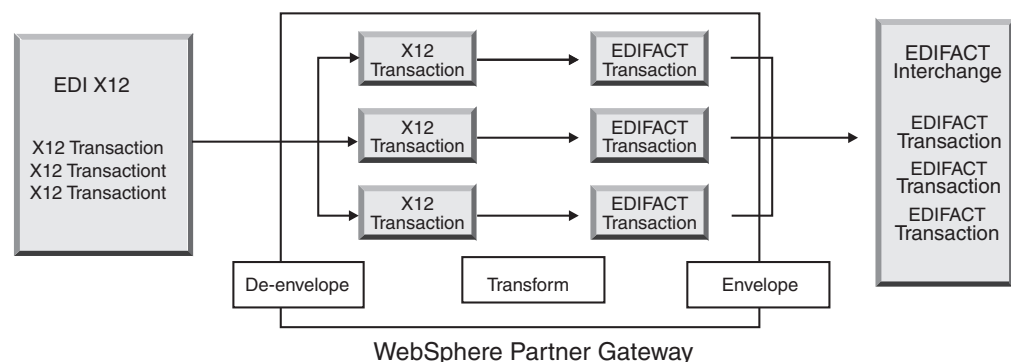 EDI X12
X12 Transaction
X12 Transactiont
X12 Transactiont
X12
Transaction
EDIFACT
Transaction
X12
Transaction
EDIFACT
Transaction
X12
Transaction
EDIFACT
Transaction
De-envelope
Transform
Envelope
EDIFACT
Interchange
EDIFACT
Transaction
EDIFACT
Transaction
EDIFACT
Transaction
WebSphere Partner Gateway